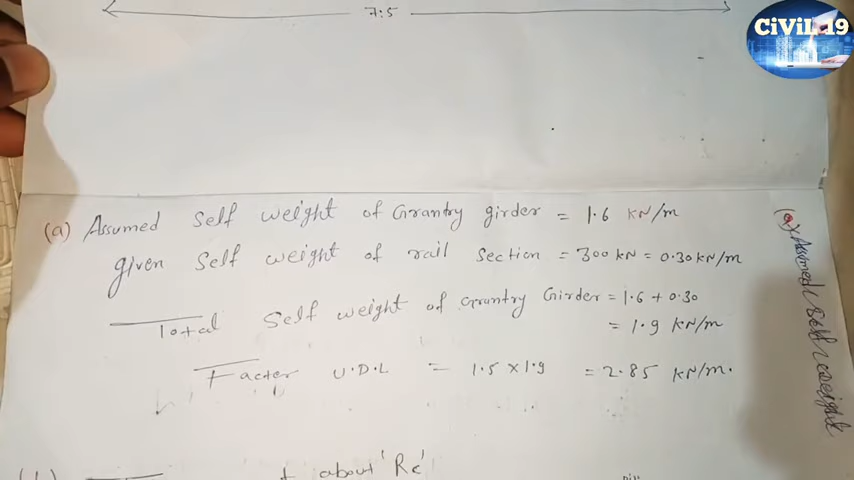 7.5
CiViL 19
(a) Assumed Self weight of Grantry girder = 1.6 KN/m
given Self weight of rail section = 300 KN = 0.30 KN/m
Total Self weight of Grantry Girder = 1.6 + 0.30
= 1.9 KN/m
Facter U.D.L = 1.5 × 1.9 = 2.85 KN/m.
about 'Rc'
(a) Assumed self weight